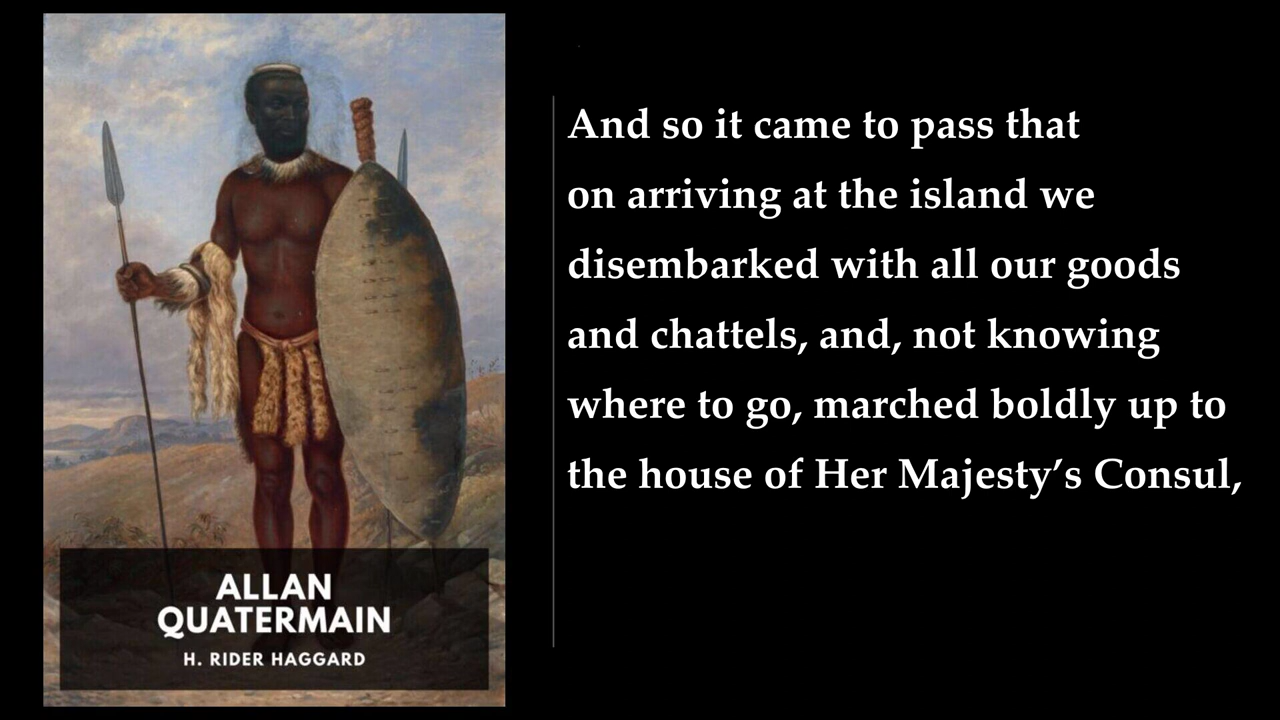 And so it came to pass that
on arriving at the island we
disembarked with all our goods
and chattels, and, not knowing
where to go, marched boldly up to
the house of Her Majesty’s Consul,
ALLAN
QUATERMAIN
H. RIDER HAGGARD